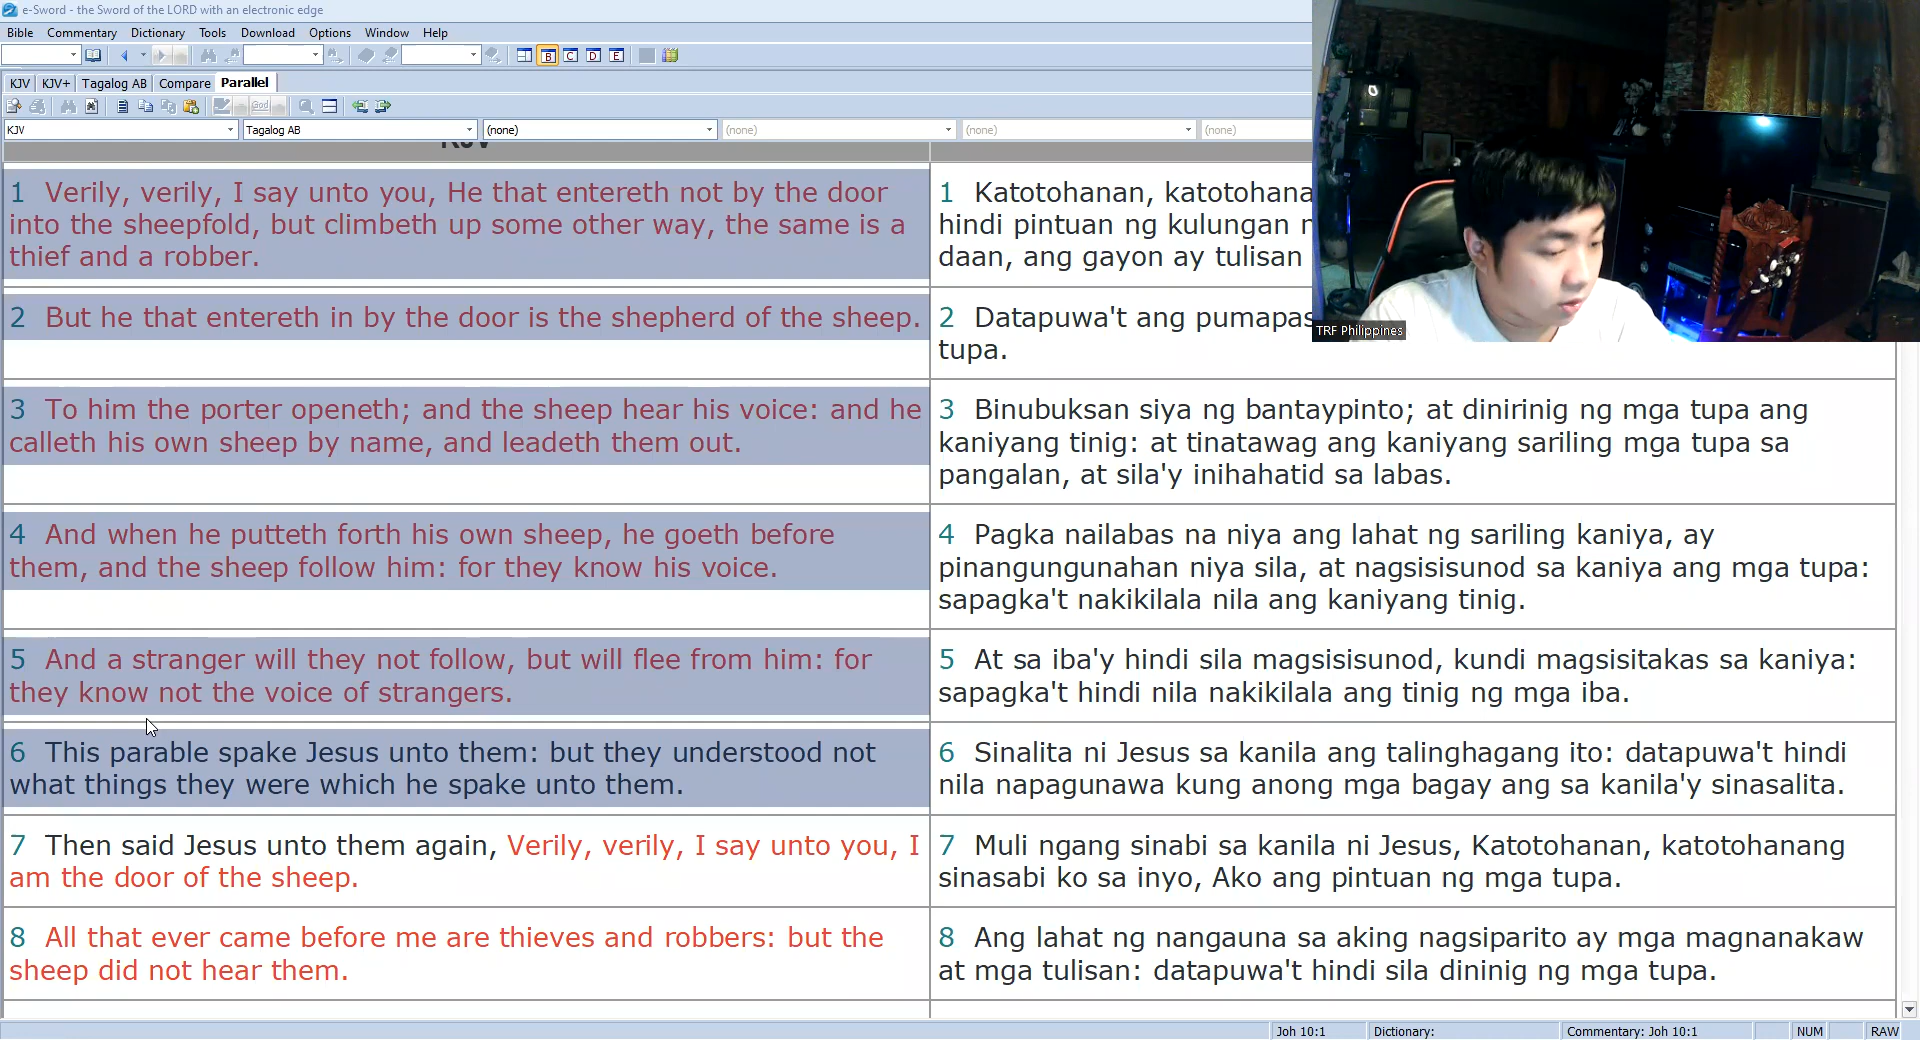 e-Sword - the Sword of the LORD with an electronic edge
Bible Commentary Dictionary Tools Download Options Window Help
B C D E
KJV KJV+ Tagalog AB Compare Parallel
God
KJV Tagalog AB (none) (none) (none) (none)
KJV
1 Verily, verily, I say unto you, He that entereth not by the door
into the sheepfold, but climbeth up some other way, the same is a
thief and a robber.
2 But he that entereth in by the door is the shepherd of the sheep.
3 To him the porter openeth; and the sheep hear his voice: and he
calleth his own sheep by name, and leadeth them out.
4 And when he putteth forth his own sheep, he goeth before
them, and the sheep follow him: for they know his voice.
5 And a stranger will they not follow, but will flee from him: for
they know not the voice of strangers.
6 This parable spake Jesus unto them: but they understood not
what things they were which he spake unto them.
7 Then said Jesus unto them again, Verily, verily, I say unto you, I
am the door of the sheep.
8 All that ever came before me are thieves and robbers: but the
sheep did not hear them.
1 Katotohanan, katotohana
hindi pintuan ng kulungan
daan, ang gayon ay tulisan
2 Datapuwa't ang pumapas
tupa.
3 Binubuksan siya ng bantaypinto; at dinirinig ng mga tupa ang
kaniyang tinig: at tinatawag ang kaniyang sariling mga tupa sa
pangalan, at sila'y inihahatid sa labas.
4 Pagka nailabas na niya ang lahat ng sariling kaniya, ay
pinangungunahan niya sila, at nagsisisunod sa kaniya ang mga tupa:
sapagka't nakikilala nila ang kaniyang tinig.
5 At sa iba'y hindi sila magsisisunod, kundi magsisitakas sa kaniya:
sapagka't hindi nila nakikilala ang tinig ng mga iba.
6 Sinalita ni Jesus sa kanila ang talinghagang ito: datapuwa't hindi
nila napagunawa kung anong mga bagay ang sa kanila'y sinasalita.
7 Muli ngang sinabi sa kanila ni Jesus, Katotohanan, katotohanang
sinasabi ko sa inyo, Ako ang pintuan ng mga tupa.
8 Ang lahat ng nangauna sa aking nagsiparito ay mga magnanakaw
at mga tulisan: datapuwa't hindi sila dininig ng mga tupa.
TRF Philippines
Joh 10:1 Dictionary: Commentary: Joh 10:1 NUM RAW